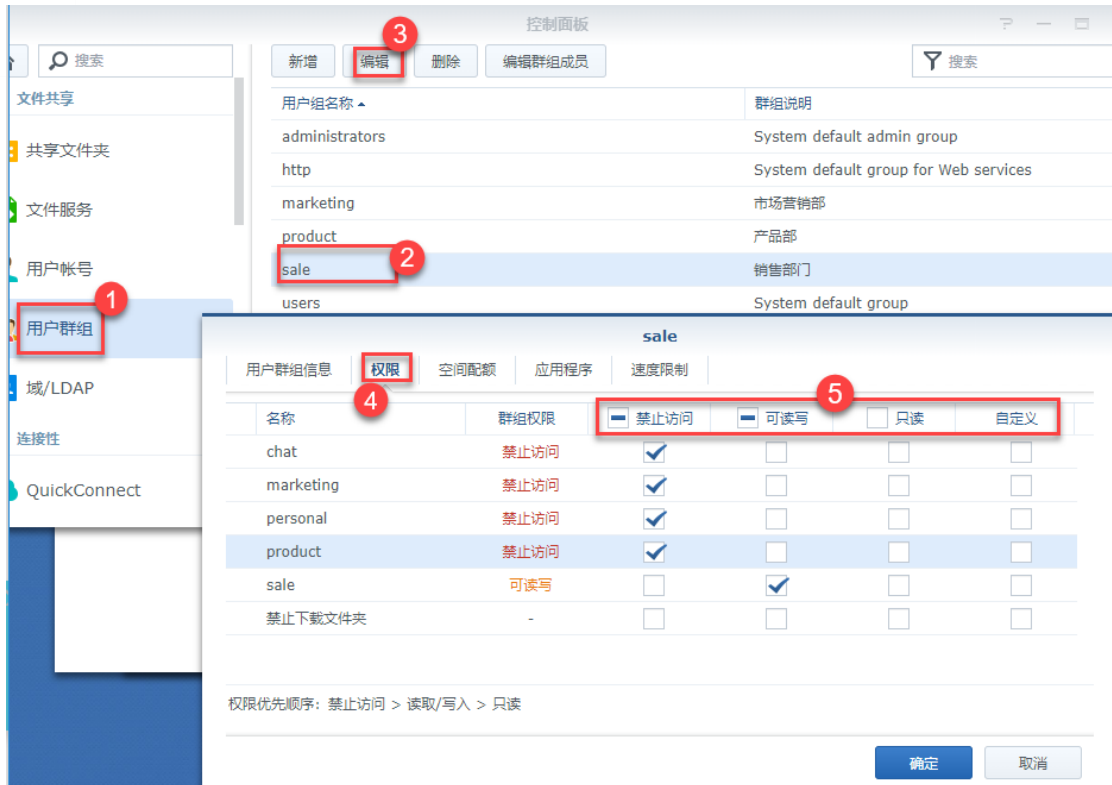 控制面板
搜索
新增 编辑 删除 编辑群组成员 搜索
3
文件共享
用户组名称 群组说明
administrators System default admin group
共享文件夹
http System default group for Web services
marketing 市场营销部
文件服务
product 产品部
2
用户帐号
sale 销售部门
1
users System default group
用户群组
域/LDAP
连接性
QuickConnect
sale
用户群组信息 权限 空间配额 应用程序 速度限制
4
5
名称 群组权限 禁止访问 可读写 只读 自定义
chat 禁止访问
marketing 禁止访问
personal 禁止访问
product 禁止访问
sale 可读写
禁止下载文件夹 -
权限优先顺序: 禁止访问 > 读取/写入 > 只读
确定 取消